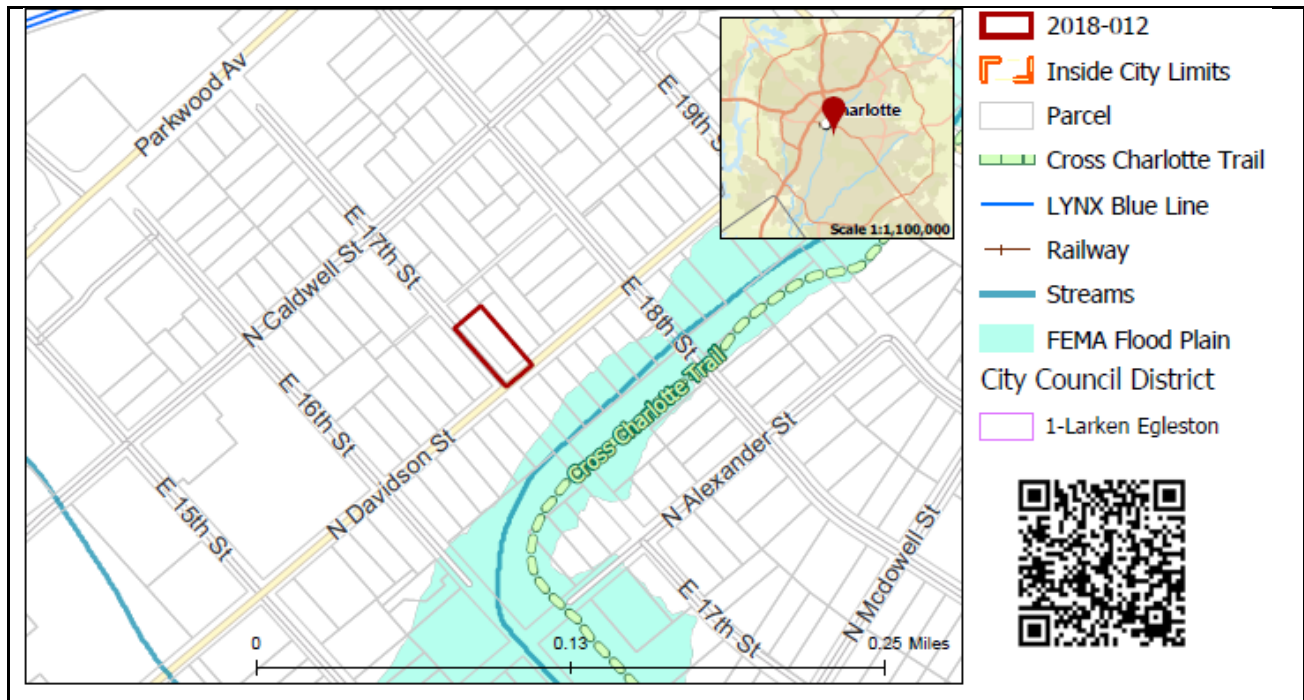 Parkwood Av
E 19th S
E 17th St
N Caldwell St
E 18th St
E 16th St
Cross Charlotte Trail
N Davidson St
N Alexander St
E 15th St
N Mcdowell St
E 17th St
0
0.13
0.25 Miles
harlotte
Scale 1:1,100,000
2018-012
Inside City Limits
Parcel
Cross Charlotte Trail
LYNX Blue Line
Railway
Streams
FEMA Flood Plain
City Council District
1-Larken Egleston